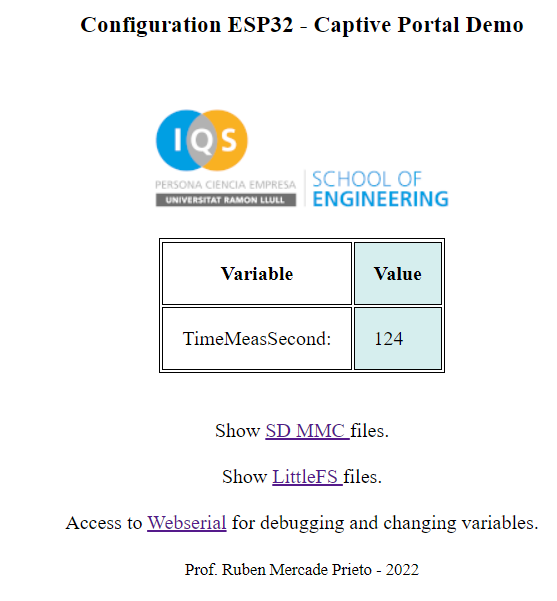 Configuration ESP32 - Captive Portal Demo
IQS
PERSONA CIENCIA EMPRESA
UNIVERSITAT RAMON LLULL
SCHOOL OF
ENGINEERING
Variable Value
TimeMeasSecond: 124
Show SD MMC files.
Show LittleFS files.
Access to Webserial for debugging and changing variables.
Prof. Ruben Mercade Prieto - 2022